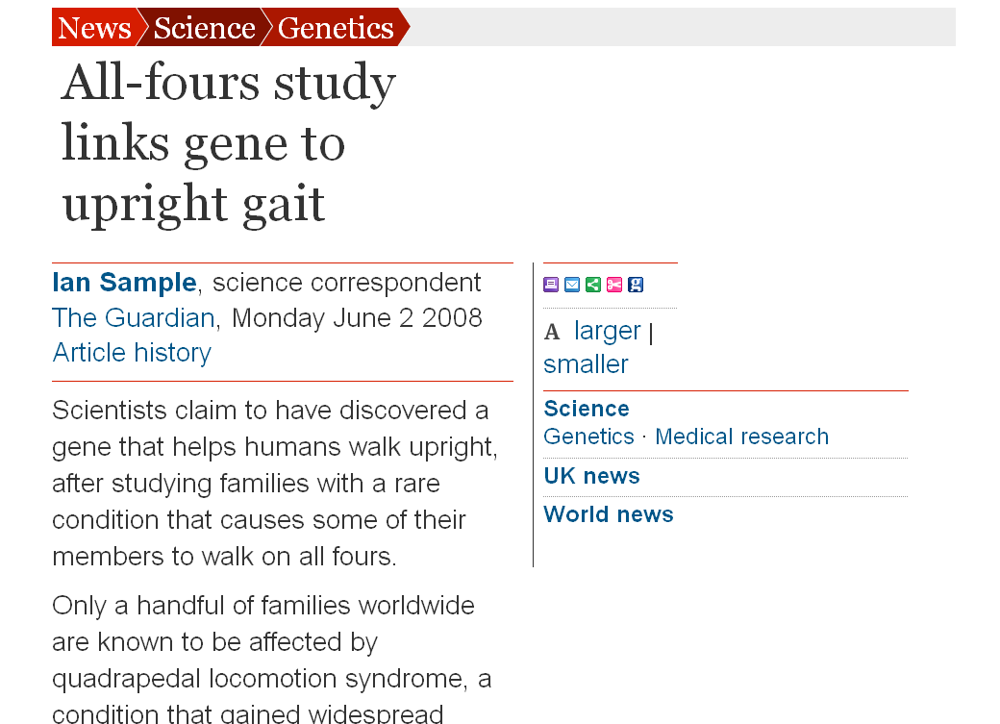 News Science Genetics
All-fours study
links gene to
upright gait
Ian Sample, science correspondent
The Guardian, Monday June 2 2008
Article history
Scientists claim to have discovered a
gene that helps humans walk upright,
after studying families with a rare
condition that causes some of their
members to walk on all fours.
Only a handful of families worldwide
are known to be affected by
quadrapedal locomotion syndrome, a
condition that gained widespread
A larger |
smaller
Science
Genetics · Medical research
UK news
World news